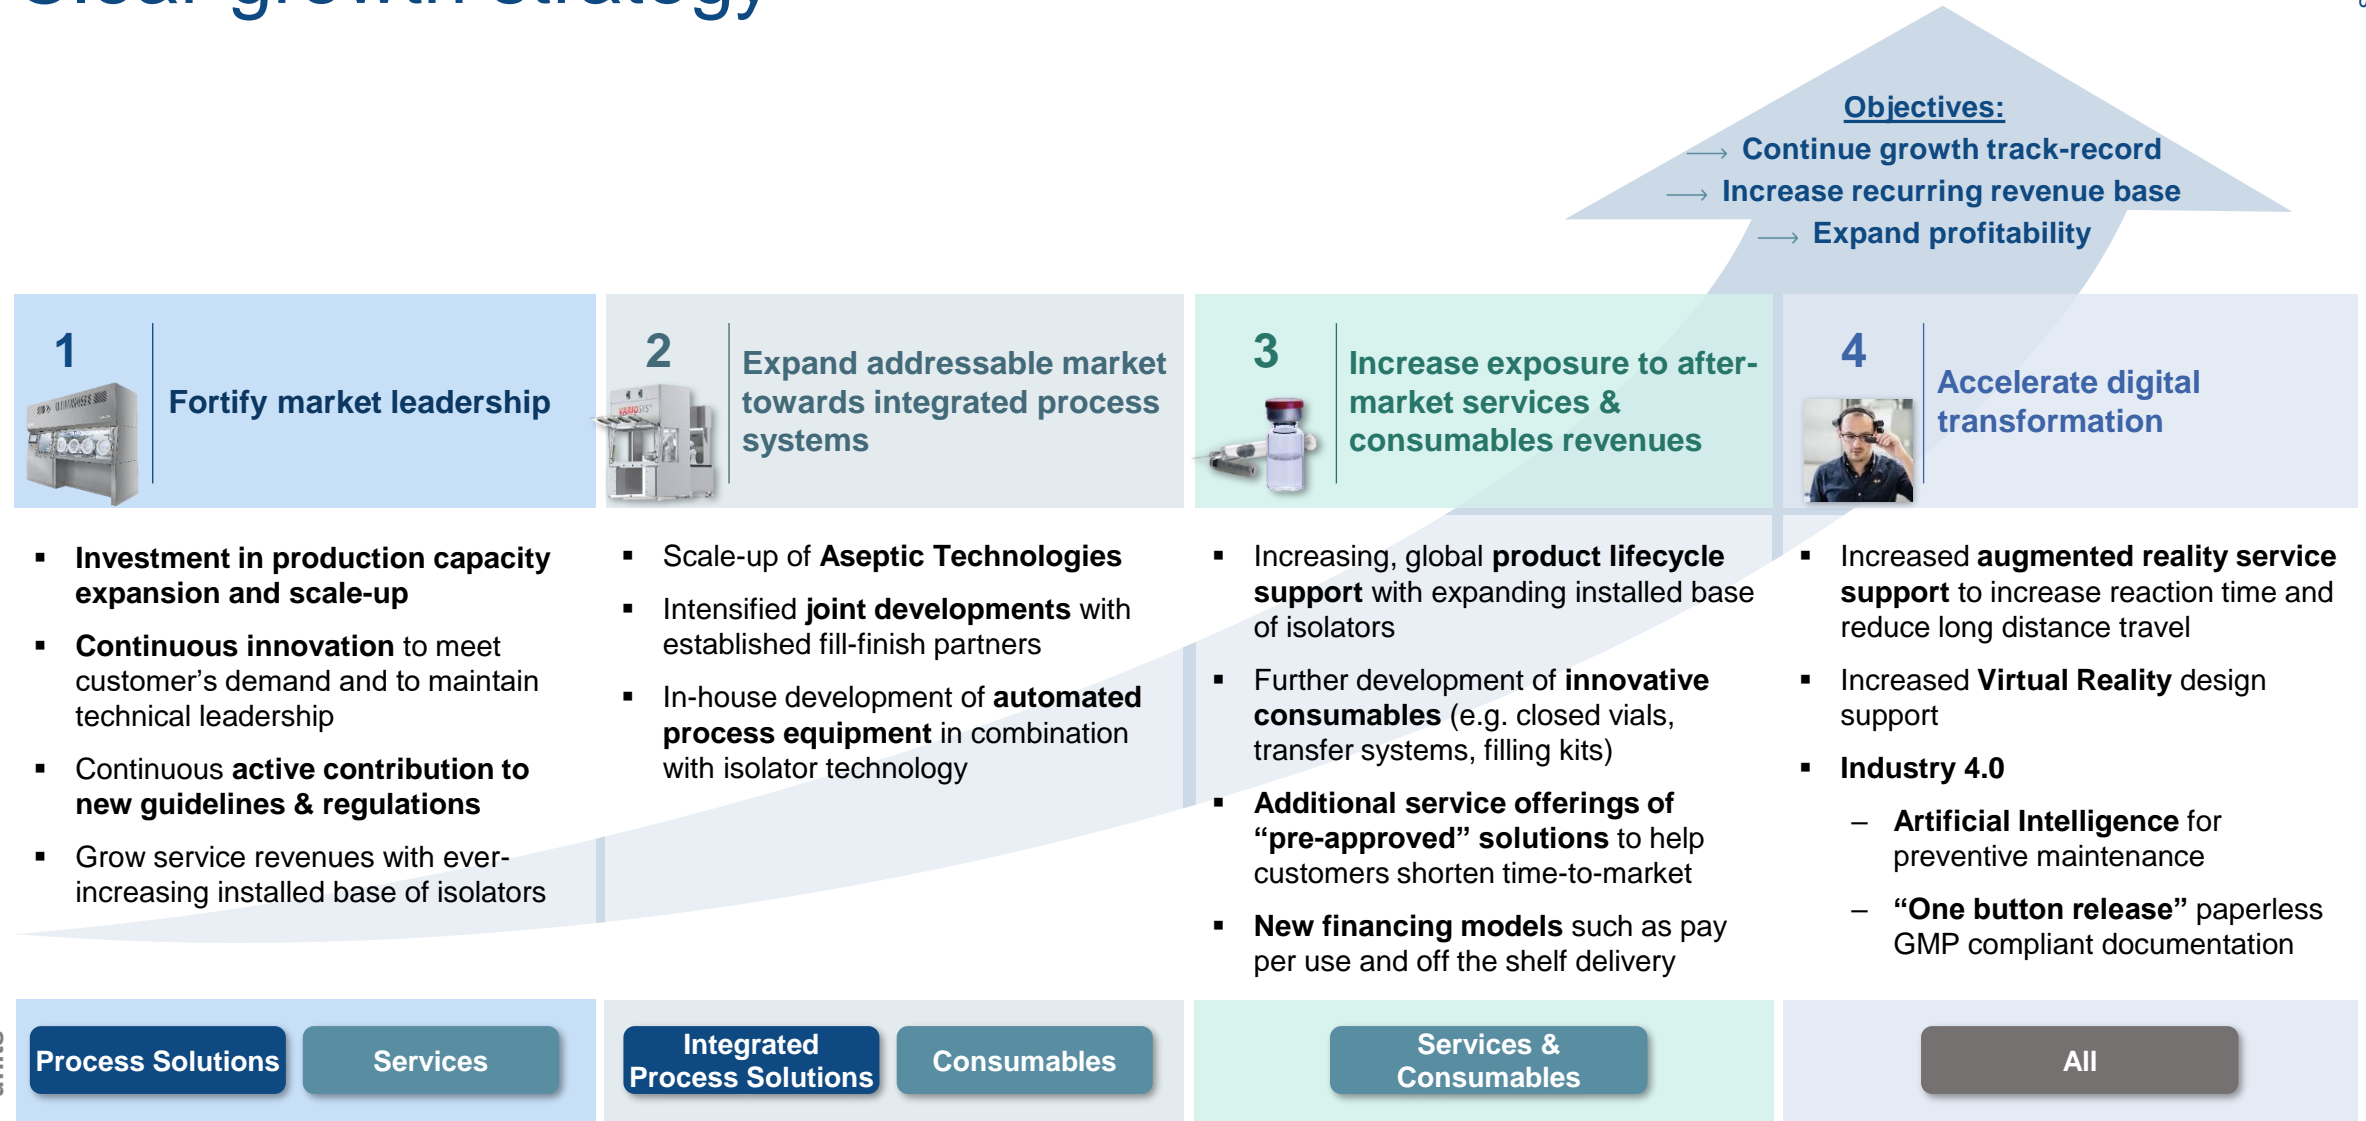 Clear growth strategy
Objectives:
→ Continue growth track-record
→ Increase recurring revenue base
→ Expand profitability
1
Fortify market leadership
2
VARIOSYS
Expand addressable market
towards integrated process
systems
3
Increase exposure to after-
market services &
consumables revenues
4
Accelerate digital
transformation
▪ Investment in production capacity
expansion and scale-up
▪ Continuous innovation to meet
customer’s demand and to maintain
technical leadership
▪ Continuous active contribution to
new guidelines & regulations
▪ Grow service revenues with ever-
increasing installed base of isolators
▪ Scale-up of Aseptic Technologies
▪ Intensified joint developments with
established fill-finish partners
▪ In-house development of automated
process equipment in combination
with isolator technology
▪ Increasing, global product lifecycle
support with expanding installed base
of isolators
▪ Further development of innovative
consumables (e.g. closed vials,
transfer systems, filling kits)
▪ Additional service offerings of
“pre-approved” solutions to help
customers shorten time-to-market
▪ New financing models such as pay
per use and off the shelf delivery
▪ Increased augmented reality service
support to increase reaction time and
reduce long distance travel
▪ Increased Virtual Reality design
support
▪ Industry 4.0
– Artificial Intelligence for
preventive maintenance
– “One button release” paperless
GMP compliant documentation
Process Solutions
Services
Integrated
Process Solutions
Consumables
Services &
Consumables
All